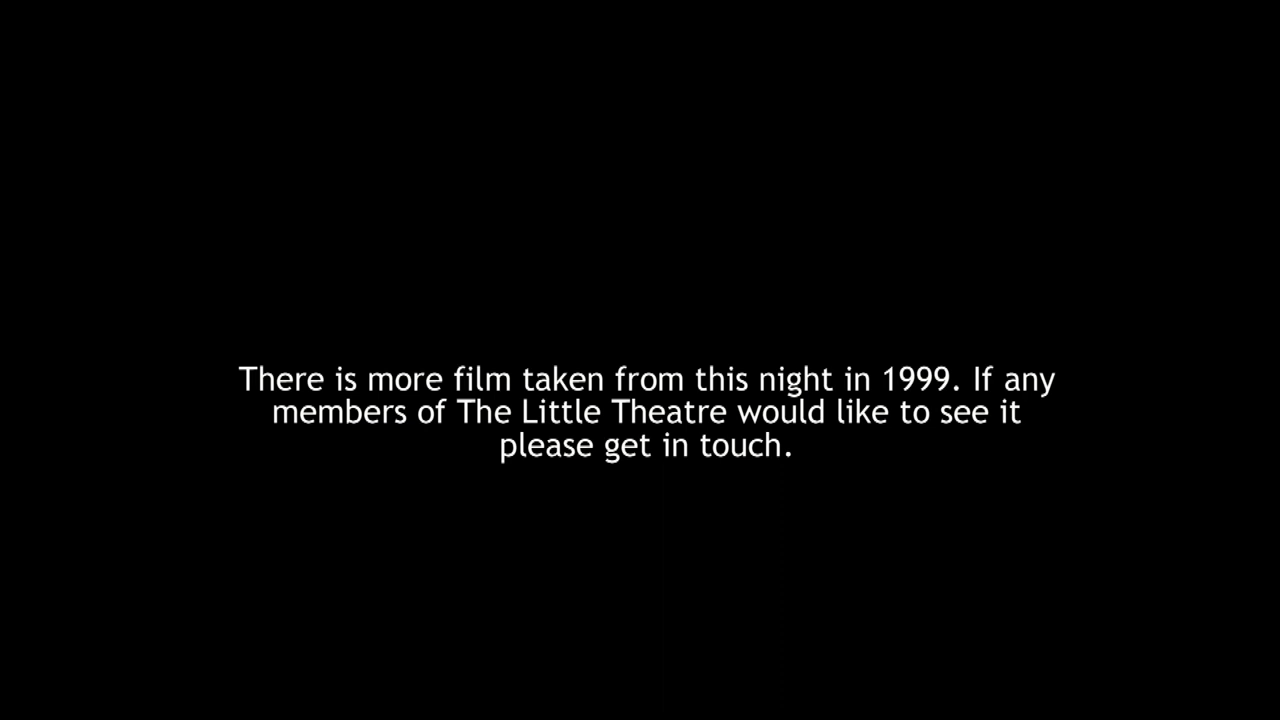 There is more film taken from this night in 1999. If any
members of The Little Theatre would like to see it
please get in touch.